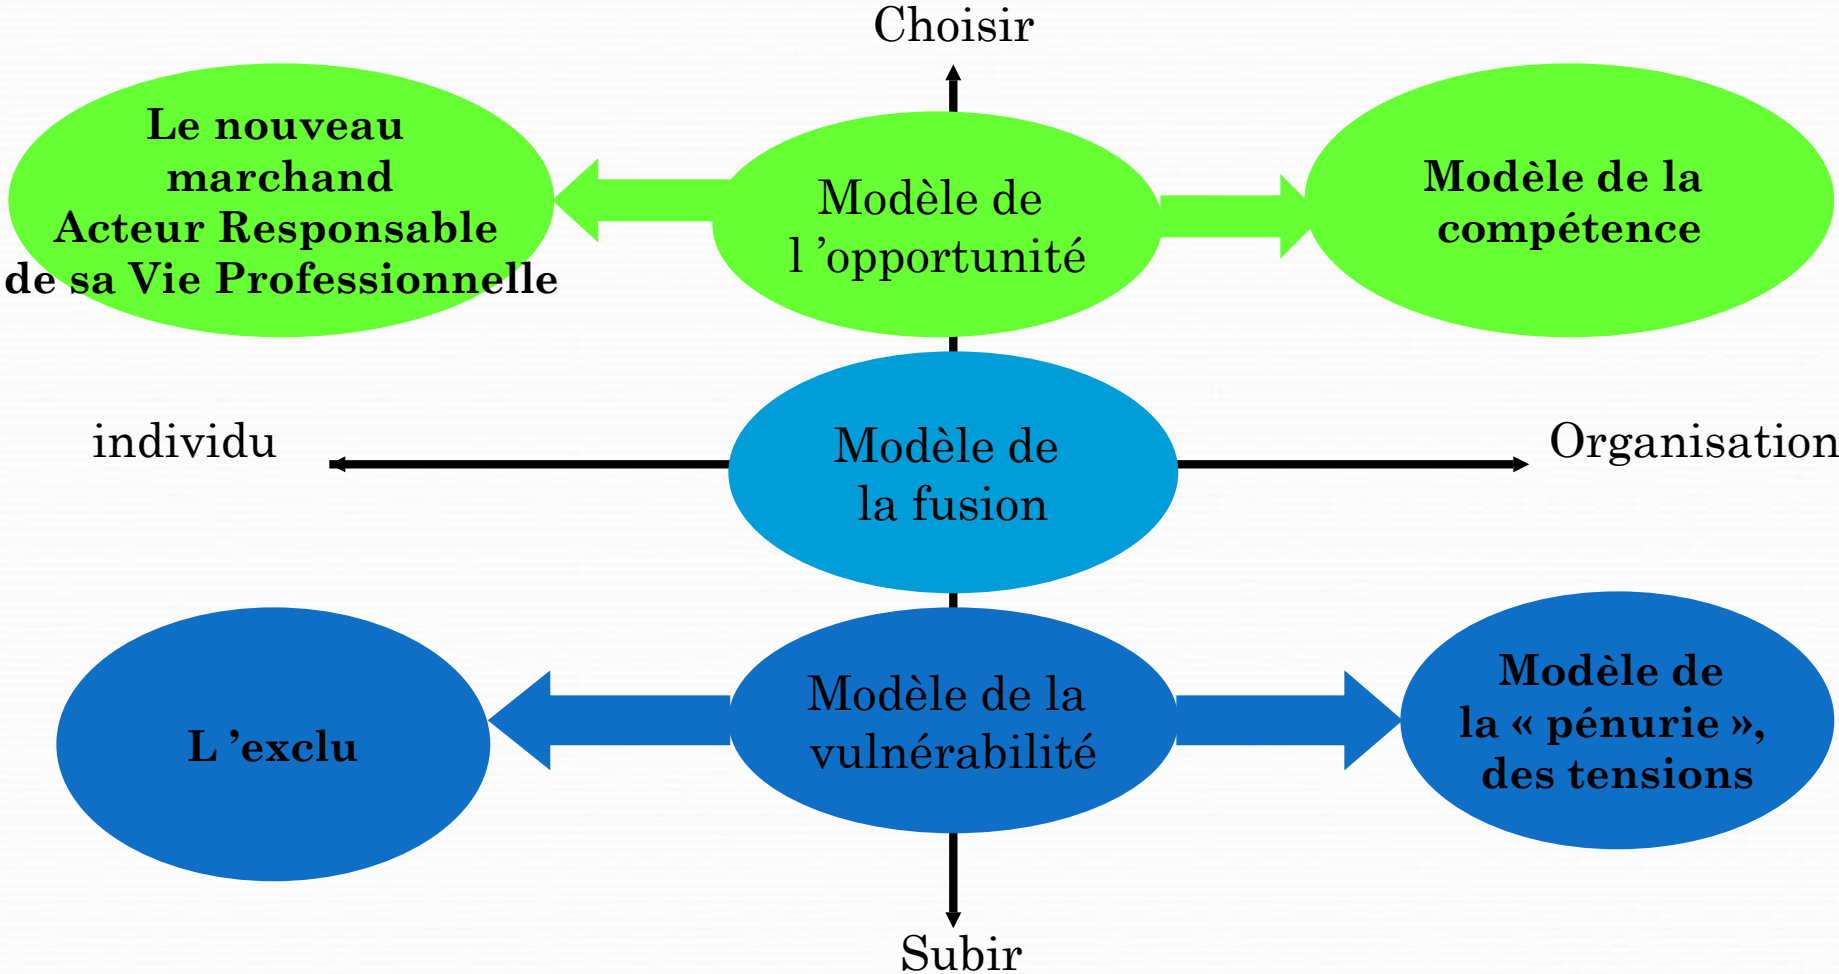 Choisir
Le nouveau
marchand
Acteur Responsable
de sa Vie Professionnelle
Modèle de
l ’opportunité
Modèle de la
compétence
individu
Modèle de
la fusion
Organisation
L ’exclu
Modèle de la
vulnérabilité
Modèle de
la « pénurie »,
des tensions
Subir